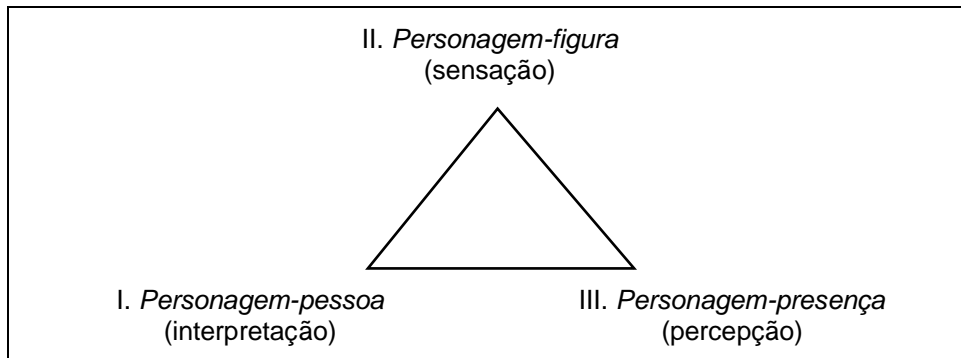 II. Personagem-figura
(sensação)
I. Personagem-pessoa
(interpretação)
III. Personagem-presença
(percepção)